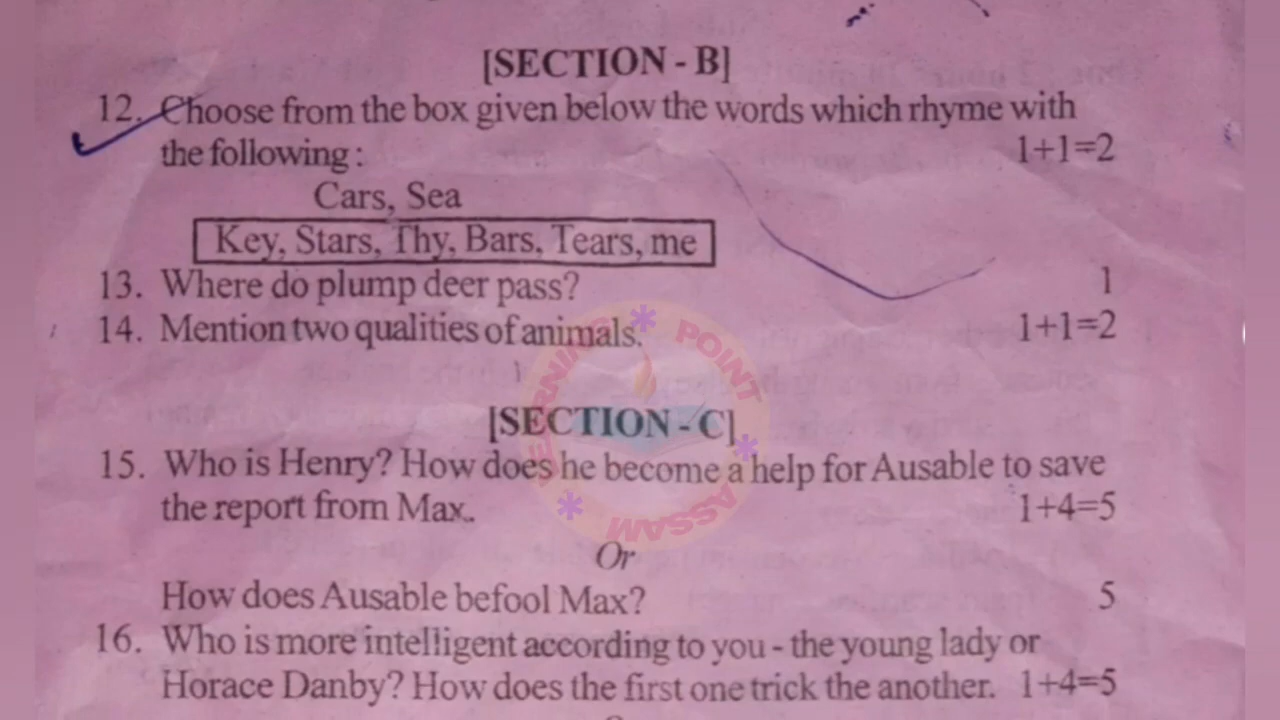 [SECTION - B]
12. Choose from the box given below the words which rhyme with
the following : 1+1=2
Cars, Sea
Key, Stars, Thy, Bars, Tears, me
13. Where do plump deer pass? 1
14. Mention two qualities of animals. 1+1=2
LEARNING POINT ASSAM
[SECTION - C]
15. Who is Henry? How does he become a help for Ausable to save
the report from Max. 1+4=5
Or
How does Ausable befool Max? 5
16. Who is more intelligent according to you - the young lady or
Horace Danby? How does the first one trick the another. 1+4=5